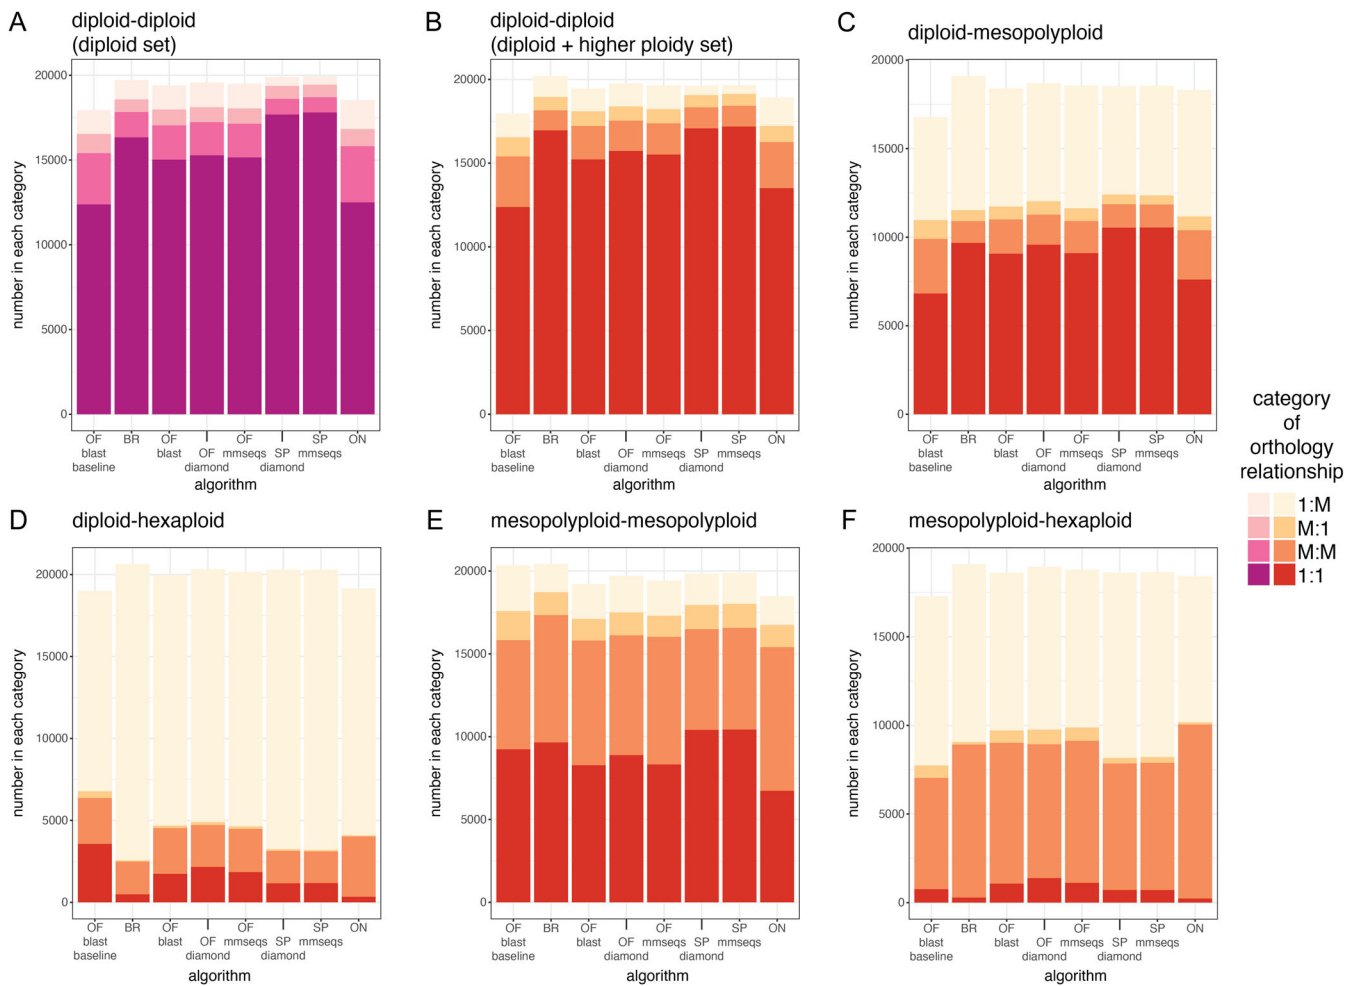 A
diploid-diploid
(diploid set)
number in each category
20000
15000
10000
5000
0
OF blast baseline
BR
OF blast
OF diamond
OF mmseqs
SP diamond
SP mmseqs
ON
algorithm
B
diploid-diploid
(diploid + higher ploidy set)
number in each category
20000
15000
10000
5000
0
OF blast baseline
BR
OF blast
OF diamond
OF mmseqs
SP diamond
SP mmseqs
ON
algorithm
C
diploid-mesopolyploid
number in each category
20000
15000
10000
5000
0
OF blast baseline
BR
OF blast
OF diamond
OF mmseqs
SP diamond
SP mmseqs
ON
algorithm
category
of
orthology
relationship
1:M
M:1
M:M
1:1
D
diploid-hexaploid
number in each category
20000
15000
10000
5000
0
OF blast baseline
BR
OF blast
OF diamond
OF mmseqs
SP diamond
SP mmseqs
ON
algorithm
E
mesopolyploid-mesopolyploid
number in each category
20000
15000
10000
5000
0
OF blast baseline
BR
OF blast
OF diamond
OF mmseqs
SP diamond
SP mmseqs
ON
algorithm
F
mesopolyploid-hexaploid
number in each category
20000
15000
10000
5000
0
OF blast baseline
BR
OF blast
OF diamond
OF mmseqs
SP diamond
SP mmseqs
ON
algorithm